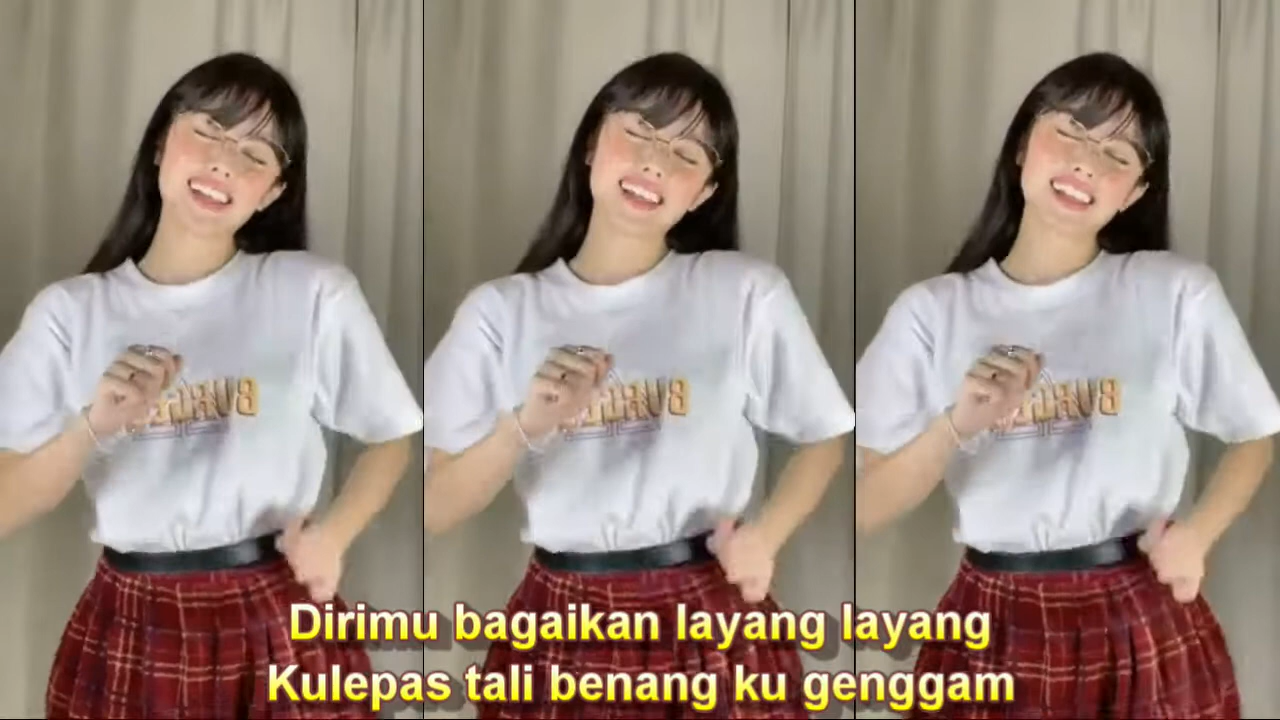 Dirimu bagaikan layang layang
Kulepas tali benang ku genggam